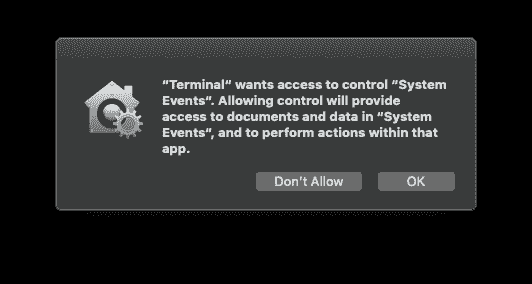 “Terminal” wants access to control “System
Events”. Allowing control will provide
access to documents and data in “System
Events”, and to perform actions within that
app.
Don’t Allow
OK